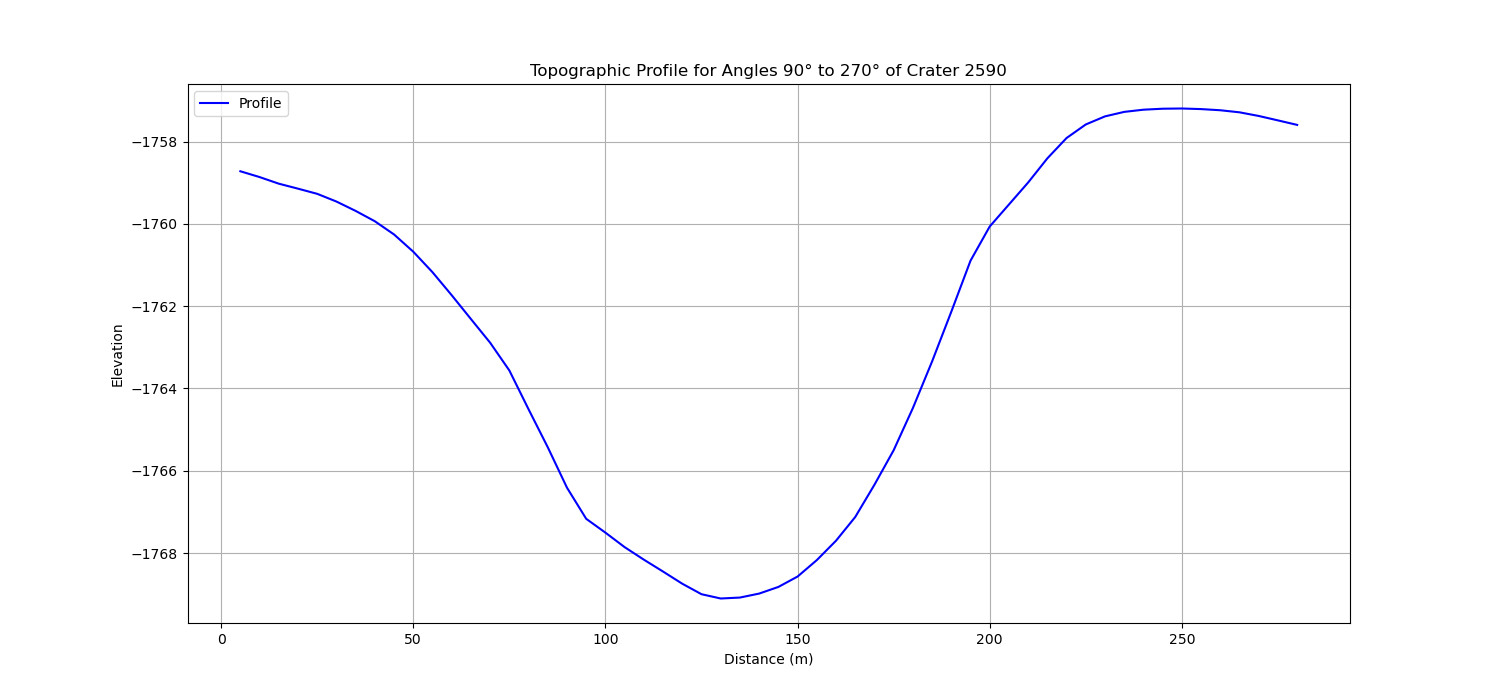 Topographic Profile for Angles 90° to 270° of Crater 2590
Profile
−1758
−1760
−1762
−1764
−1766
−1768
Elevation
0 50 100 150 200 250
Distance (m)